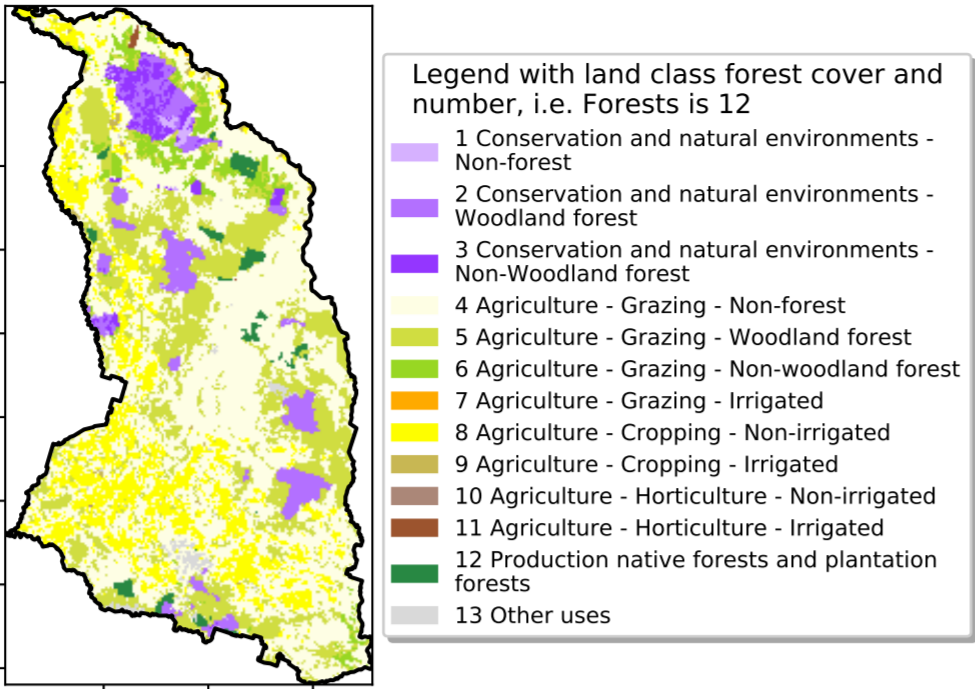 Legend with land class forest cover and
number, i.e. Forests is 12
1 Conservation and natural environments -
Non-forest
2 Conservation and natural environments -
Woodland forest
3 Conservation and natural environments -
Non-Woodland forest
4 Agriculture - Grazing - Non-forest
5 Agriculture - Grazing - Woodland forest
6 Agriculture - Grazing - Non-woodland forest
7 Agriculture - Grazing - Irrigated
8 Agriculture - Cropping - Non-irrigated
9 Agriculture - Cropping - Irrigated
10 Agriculture - Horticulture - Non-irrigated
11 Agriculture - Horticulture - Irrigated
12 Production native forests and plantation
forests
13 Other uses